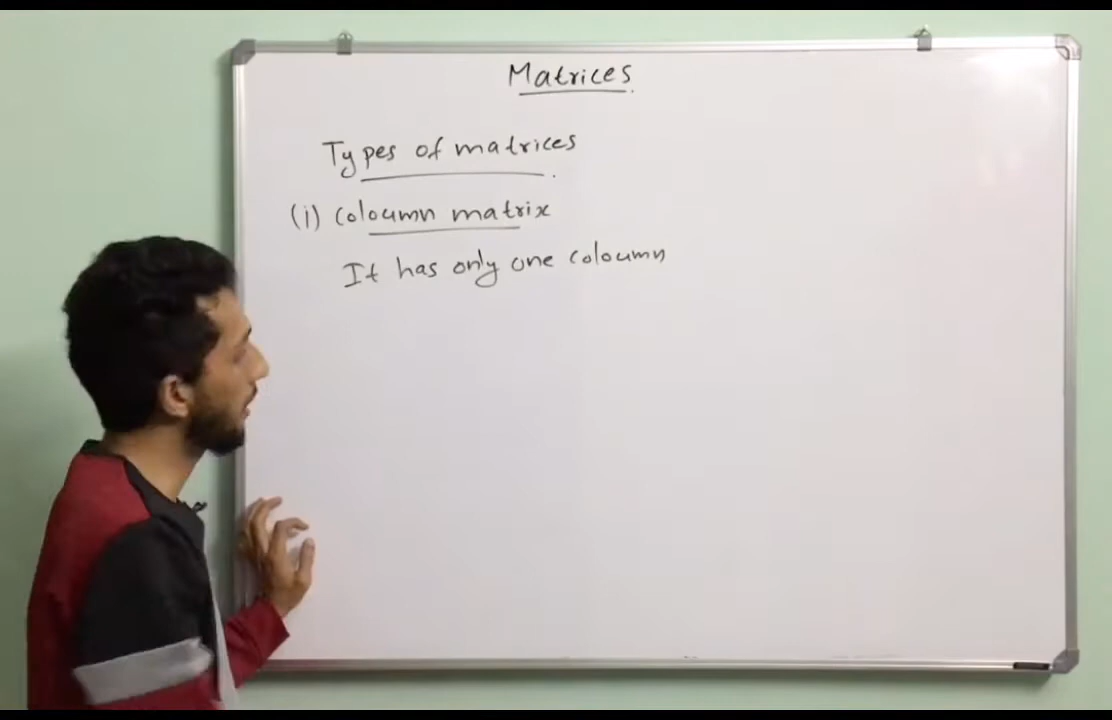 Matrices
Types of matrices
(i) coloumn matrix
It has only one coloumn